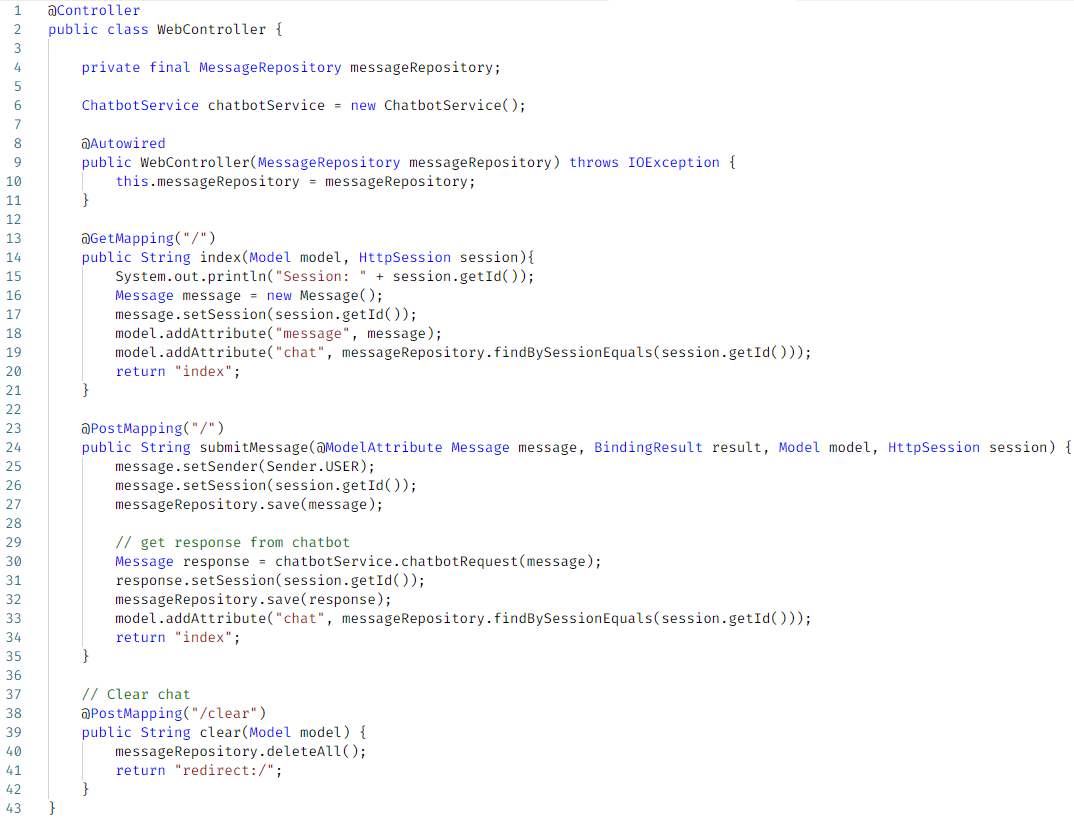 1 @Controller
2 public class WebController {
3
4 private final MessageRepository messageRepository;
5
6 ChatbotService chatbotService = new ChatbotService();
7
8 @Autowired
9 public WebController(MessageRepository messageRepository) throws IOException {
10 this.messageRepository = messageRepository;
11 }
12
13 @GetMapping("/")
14 public String index(Model model, HttpSession session){
15 System.out.println("Session: " + session.getId());
16 Message message = new Message();
17 message.setSession(session.getId());
18 model.addAttribute("message", message);
19 model.addAttribute("chat", messageRepository.findBySessionEquals(session.getId()));
20 return "index";
21 }
22
23 @PostMapping("/")
24 public String submitMessage(@ModelAttribute Message message, BindingResult result, Model model, HttpSession session) {
25 message.setSender(Sender.USER);
26 message.setSession(session.getId());
27 messageRepository.save(message);
28
29 // get response from chatbot
30 Message response = chatbotService.chatbotRequest(message);
31 response.setSession(session.getId());
32 messageRepository.save(response);
33 model.addAttribute("chat", messageRepository.findBySessionEquals(session.getId()));
34 return "index";
35 }
36
37 // Clear chat
38 @PostMapping("/clear")
39 public String clear(Model model) {
40 messageRepository.deleteAll();
41 return "redirect:/";
42 }
43 }